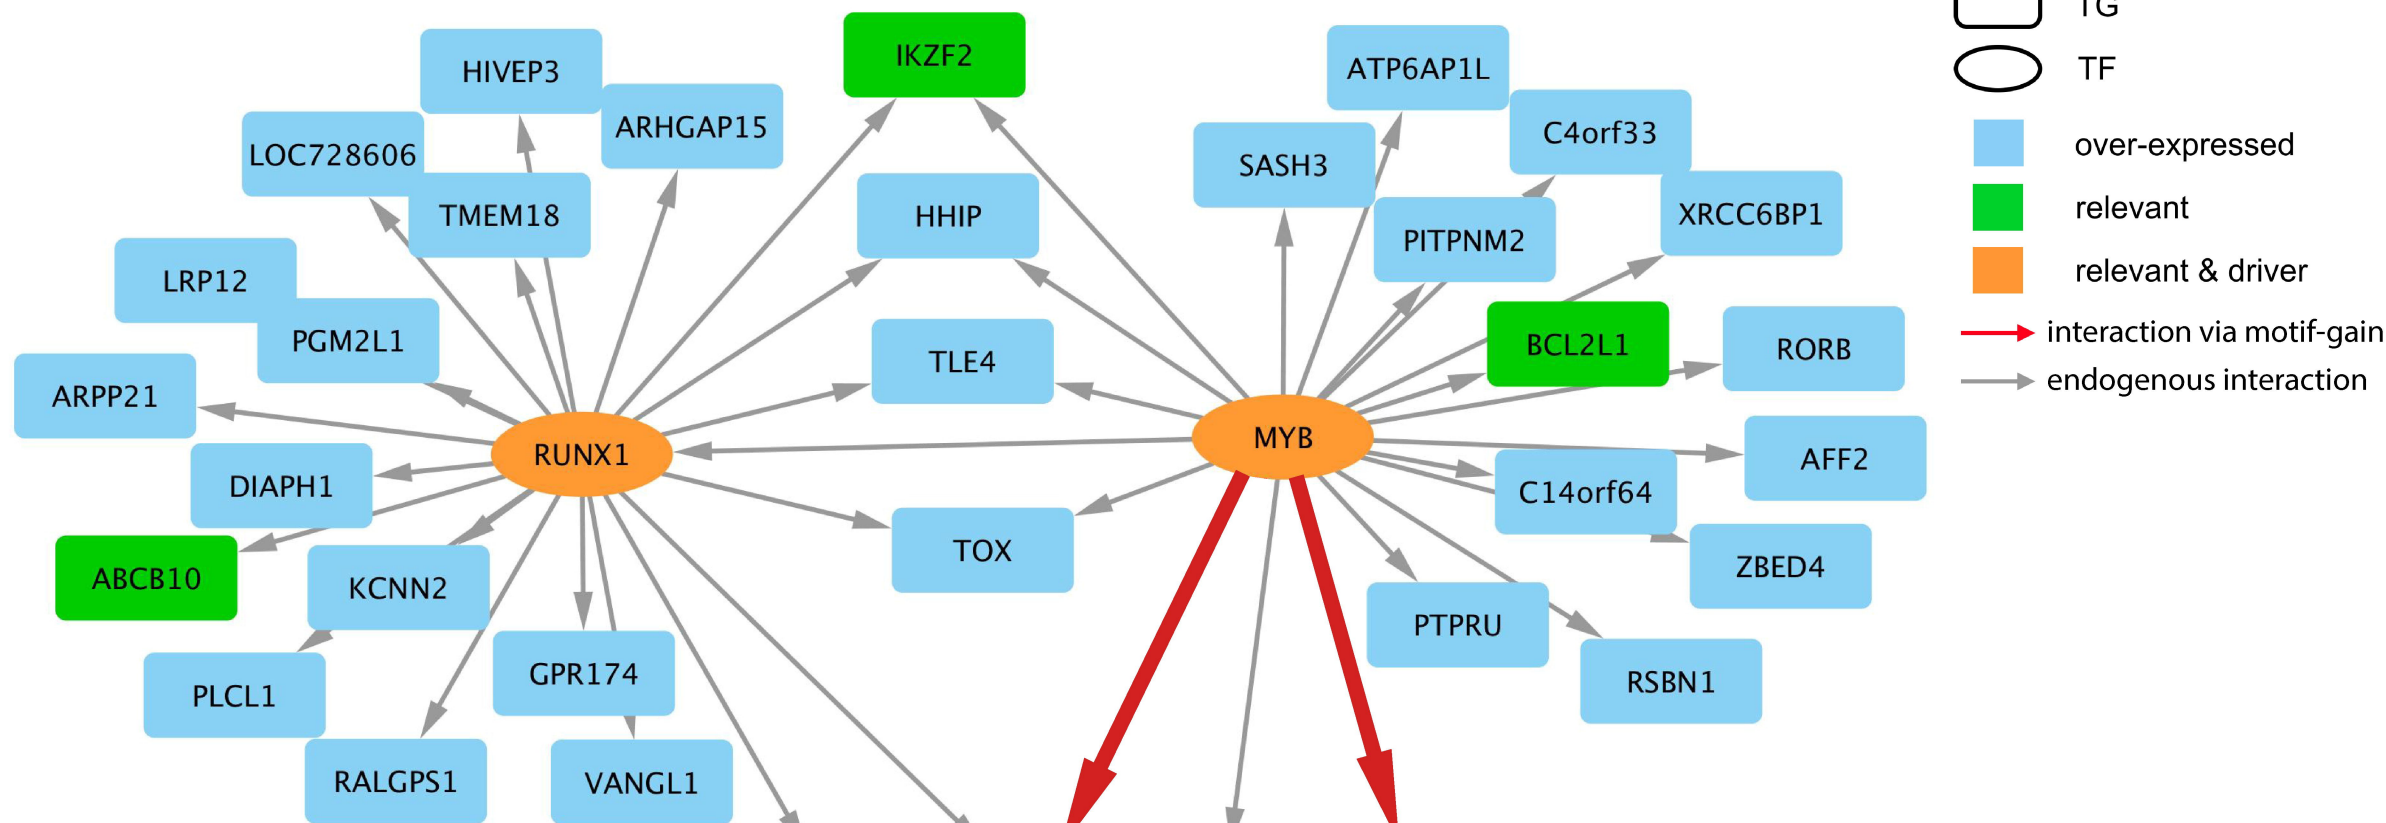 IKZF2
HIVEP3
ATP6AP1L
ARHGAP15
C4orf33
LOC728606
SASH3
TMEM18
HHIP
XRCC6BP1
PITPNM2
LRP12
PGM2L1
TLE4
BCL2L1
RORB
ARPP21
RUNX1
MYB
AFF2
DIAPH1
C14orf64
TOX
ZBED4
ABCB10
KCNN2
PTPRU
GPR174
RSBN1
PLCL1
RALGPS1
VANGL1
TG
TF
over-expressed
relevant
relevant & driver
interaction via motif-gain
endogenous interaction